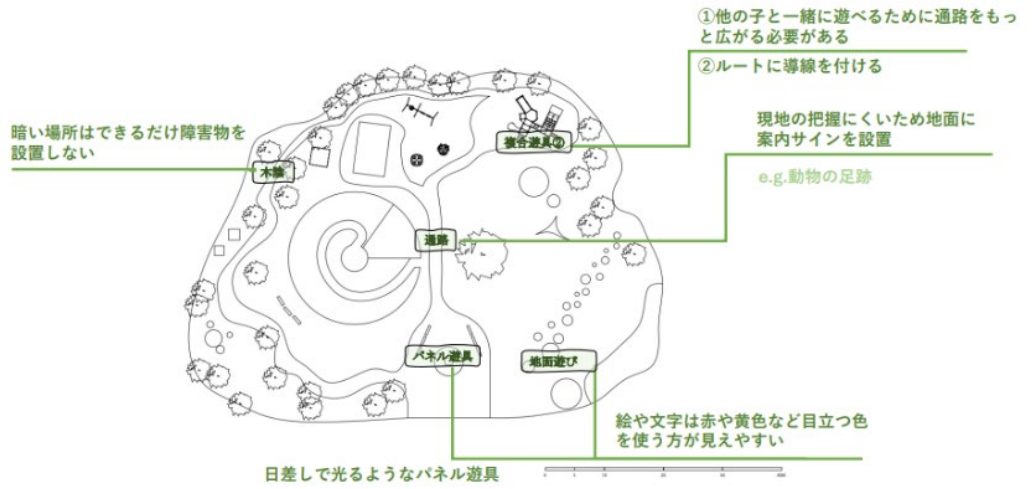 ①他の子と一緒に遊べるために通路をもっ
と広がる必要がある
②ルートに導線を付ける
現地の把握にくいため地面に
案内サインを設置
e.g.動物の足跡
暗い場所はできるだけ障害物を
設置しない
複合遊具②
木陰
通路
パネル遊具
地面遊び
絵や文字は赤や黄色など目立つ色
を使う方が見えやすい
日差しで光るようなパネル遊具